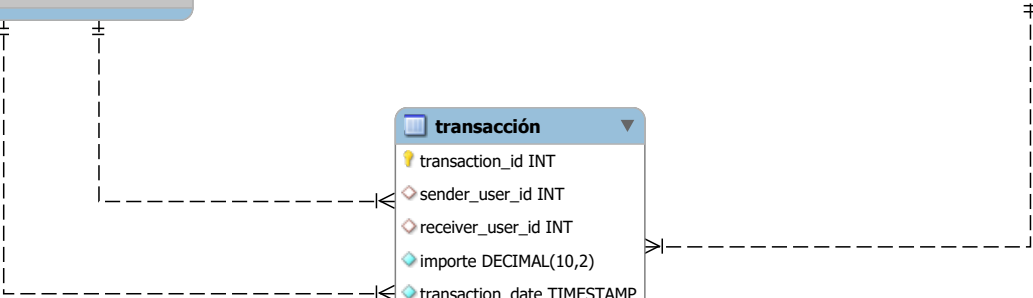 transacción
transaction_id INT
sender_user_id INT
receiver_user_id INT
importe DECIMAL(10,2)
transaction_date TIMESTAMP